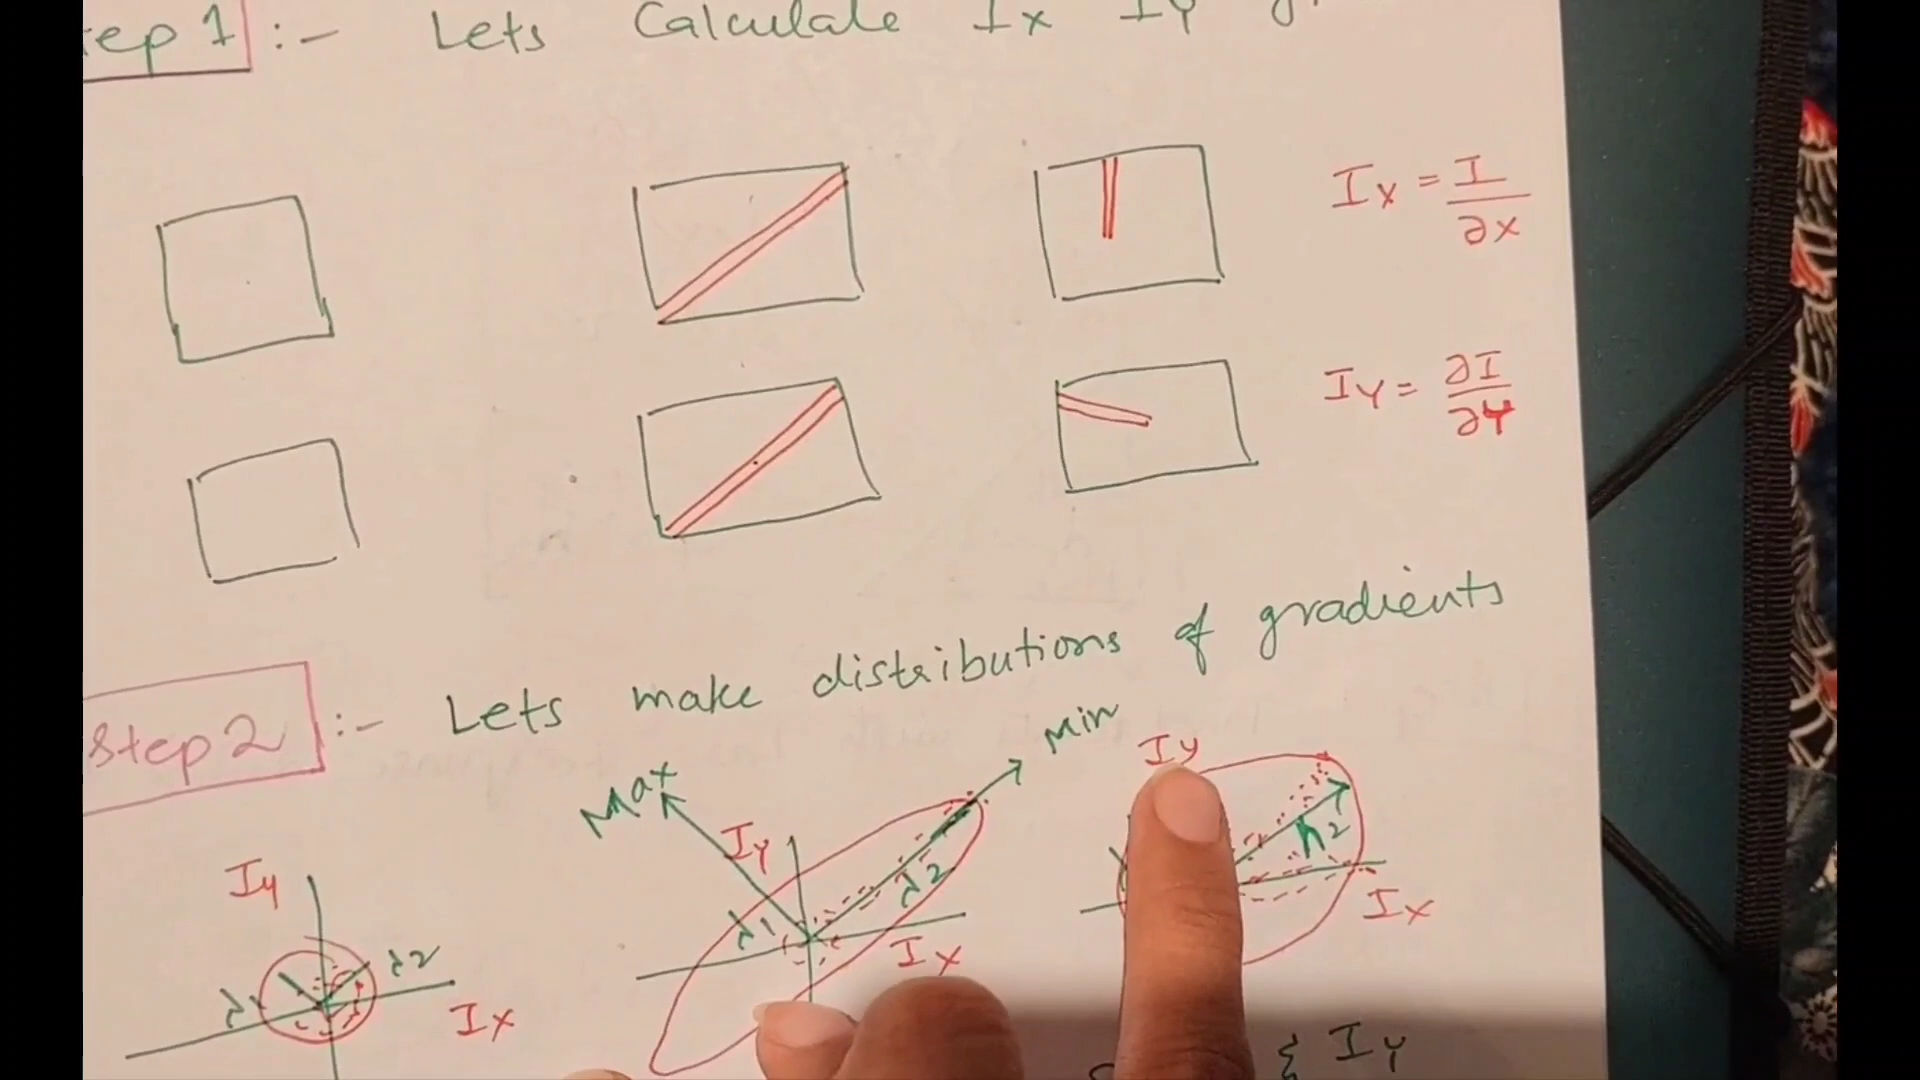 tep 1 :- Lets Calculate Ix Iy
Ix = I / ∂x
Iy = ∂I / ∂y
Step 2 :- Lets make distributions of gradients
Iy λ1 λ2 Ix
Max Iy Min λ1 λ2 Ix
Iy λ2 Ix
{ Iy